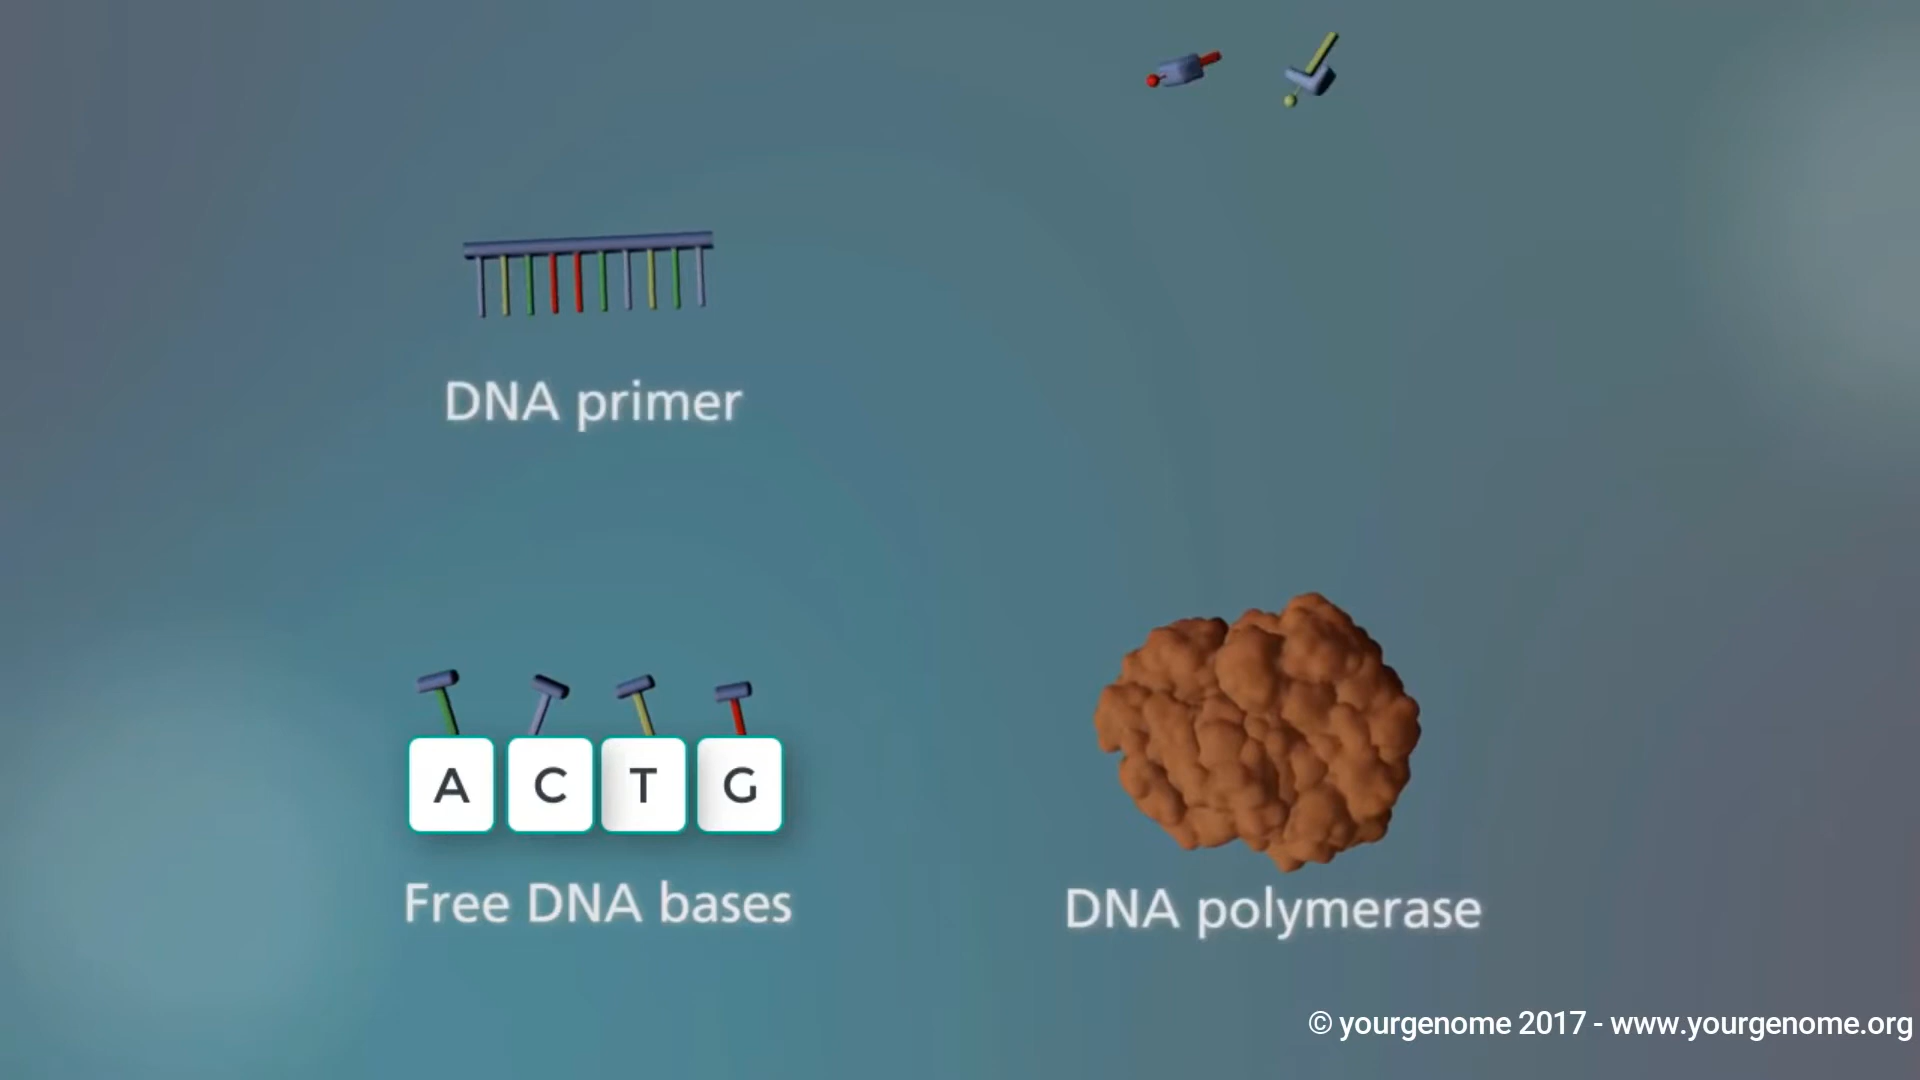 DNA primer
A C T G
Free DNA bases
DNA polymerase
© yourgenome 2017 - www.yourgenome.org